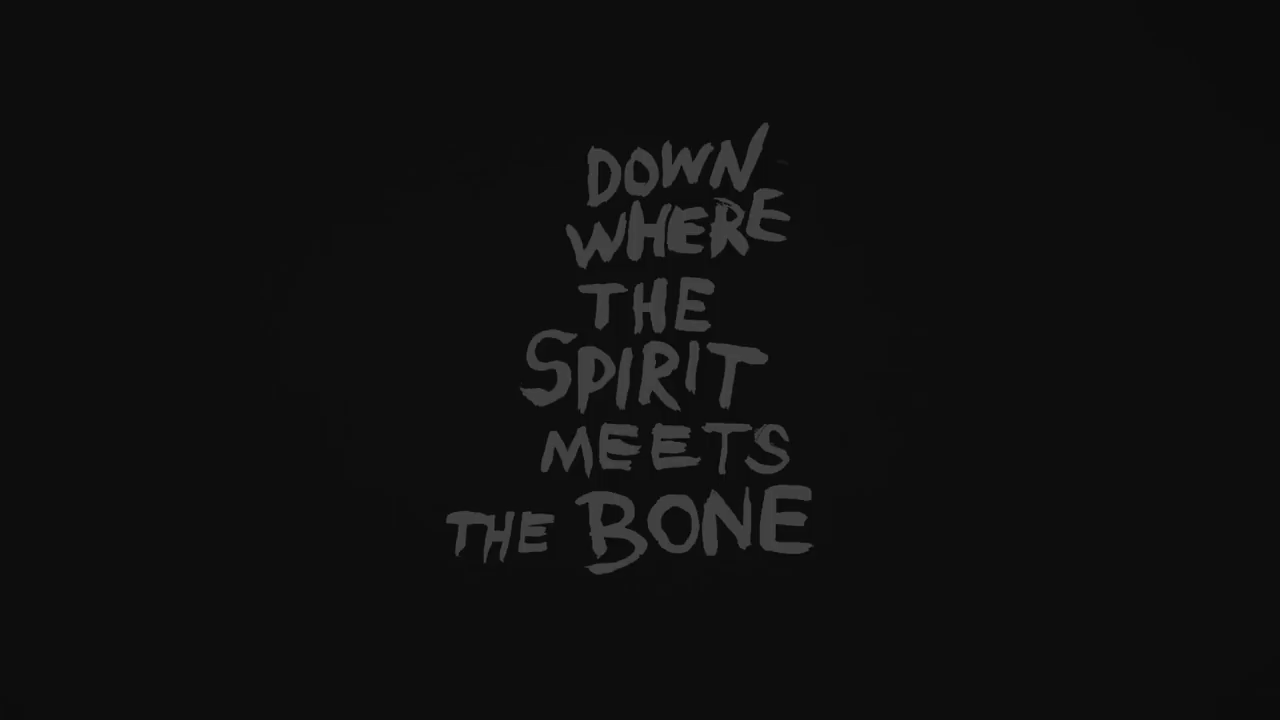 DOWN
WHERE
THE
SPIRIT
MEETS
THE BONE